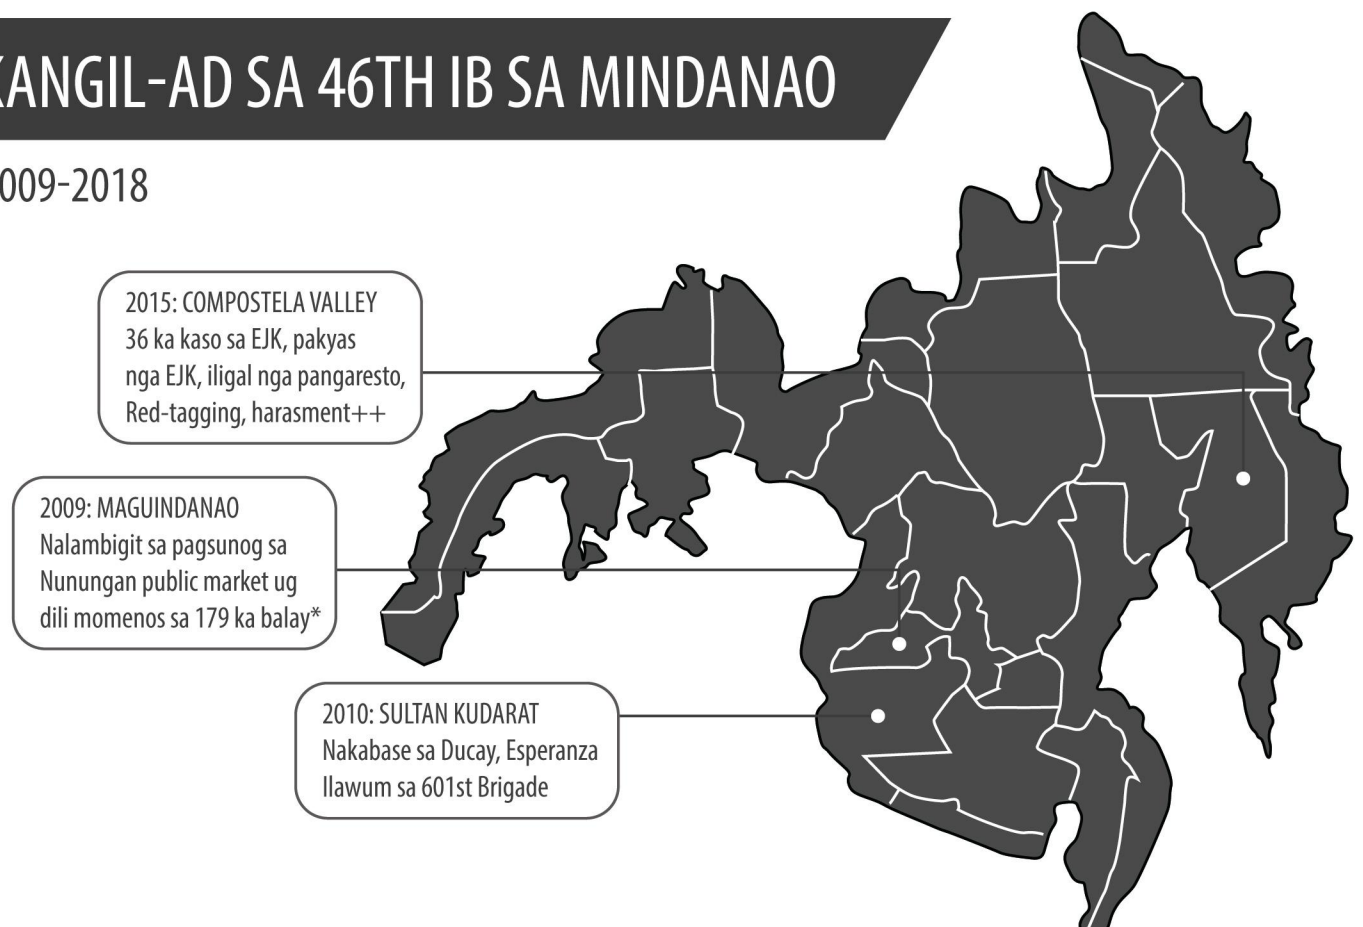 KANGIL-AD SA 46TH IB SA MINDANAO
009-2018
2015: COMPOSTELA VALLEY
36 ka kaso sa EJK, pakyas
nga EJK, iligal nga pangaresto,
Red-tagging, harasment++
2009: MAGUINDANAO
Nalambigit sa pagsunog sa
Nunungan public market ug
dili momenos sa 179 ka balay*
2010: SULTAN KUDARAT
Nakabase sa Ducay, Esperanza
Ilawum sa 601st Brigade